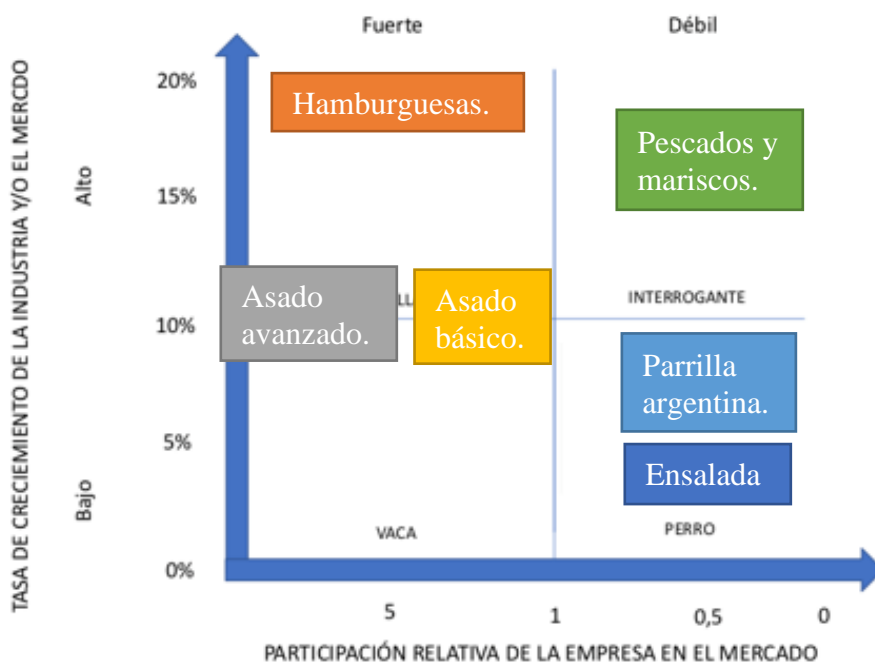 Fuerte
Débil
20%
Hamburguesas.
Pescados y
mariscos.
Alto
15%
TASA DE CRECIEMIENTO DE LA INDUSTRIA Y/O EL MERCDO
Asado
avanzado.
Asado
básico.
INTERROGANTE
10%
Parrilla
argentina.
5%
Ensalada
Bajo
VACA
PERRO
0%
5
1
0,5
0
PARTICIPACIÓN RELATIVA DE LA EMPRESA EN EL MERCADO